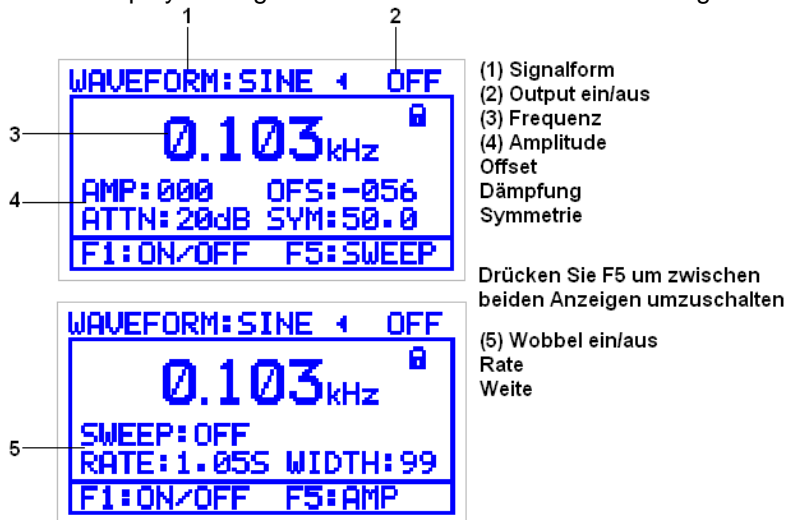 1 2
WAVEFORM:SINE OFF
3
0.103kHz
4
AMP:000 OFS:-056
ATTN:20dB SYM:50.0
F1:ON/OFF F5:SWEEP
(1) Signalform
(2) Output ein/aus
(3) Frequenz
(4) Amplitude
Offset
Dämpfung
Symmetrie
Drücken Sie F5 um zwischen
beiden Anzeigen umzuschalten
WAVEFORM:SINE OFF
0.103kHz
5
SWEEP:OFF
RATE:1.05S WIDTH:99
F1:ON/OFF F5:AMP
(5) Wobbel ein/aus
Rate
Weite